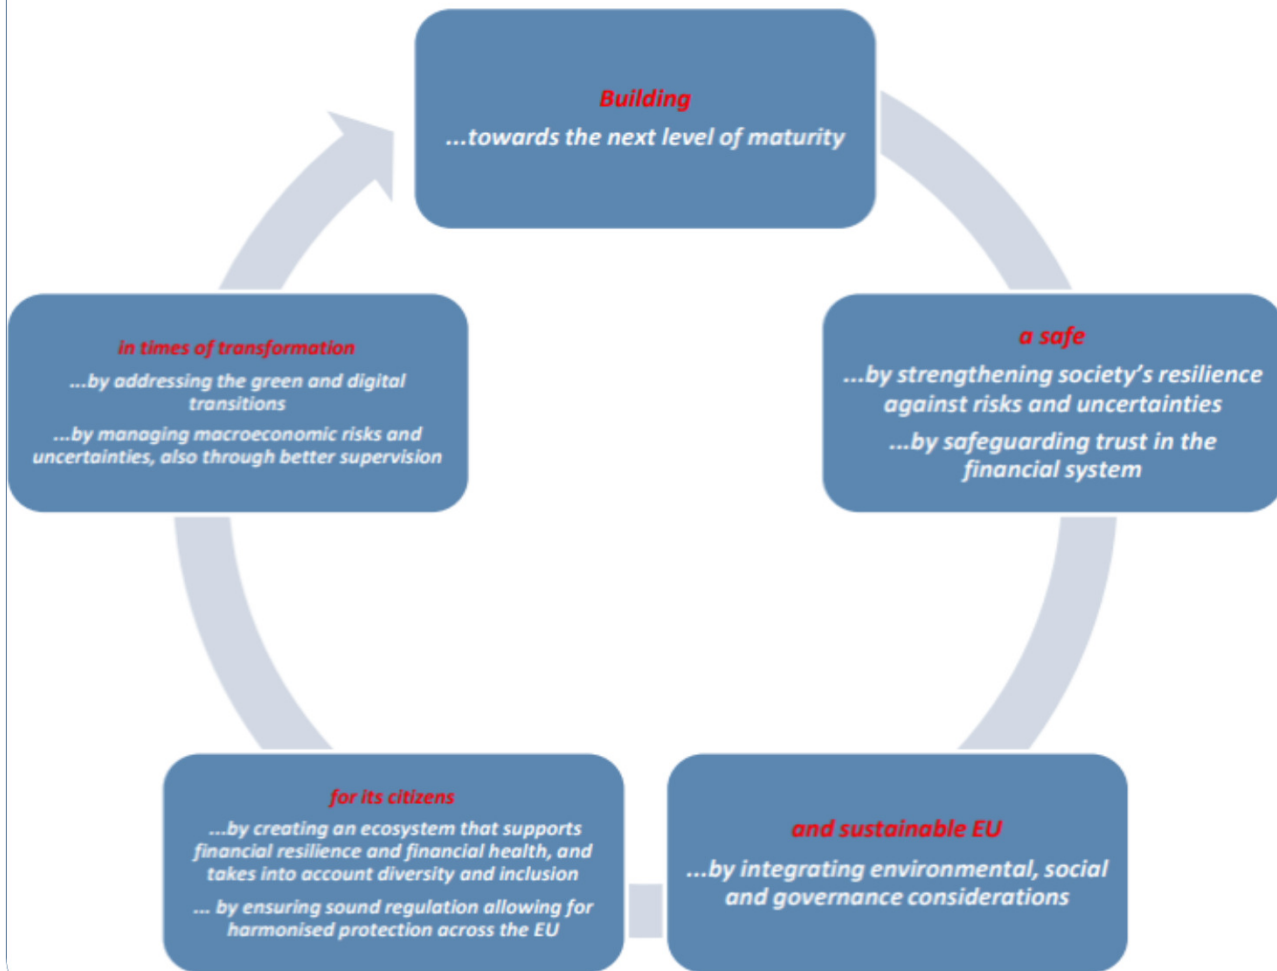 Building
...towards the next level of maturity
a safe
...by strengthening society’s resilience
against risks and uncertainties
...by safeguarding trust in the
financial system
and sustainable EU
...by integrating environmental, social
and governance considerations
for its citizens
...by creating an ecosystem that supports
financial resilience and financial health, and
takes into account diversity and inclusion
... by ensuring sound regulation allowing for
harmonised protection across the EU
in times of transformation
...by addressing the green and digital
transitions
...by managing macroeconomic risks and
uncertainties, also through better supervision